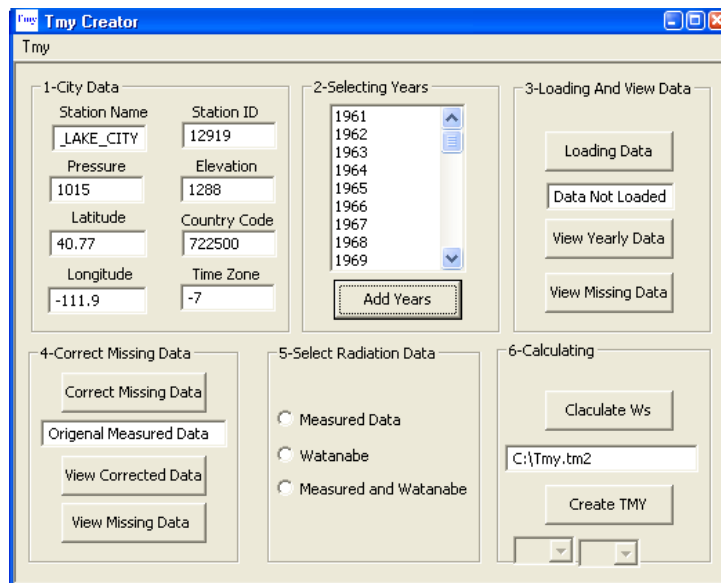 Tmy Tmy Creator
Tmy
1-City Data
Station Name Station ID
_LAKE_CITY 12919
Pressure Elevation
1015 1288
Latitude Country Code
40.77 722500
Longitude Time Zone
-111.9 -7
2-Selecting Years
1961
1962
1963
1964
1965
1966
1967
1968
1969
Add Years
3-Loading And View Data
Loading Data
Data Not Loaded
View Yearly Data
View Missing Data
4-Correct Missing Data
Correct Missing Data
Origenal Measured Data
View Corrected Data
View Missing Data
5-Select Radiation Data
Measured Data
Watanabe
Measured and Watanabe
6-Calculating
Claculate Ws
C:\Tmy.tm2
Create TMY